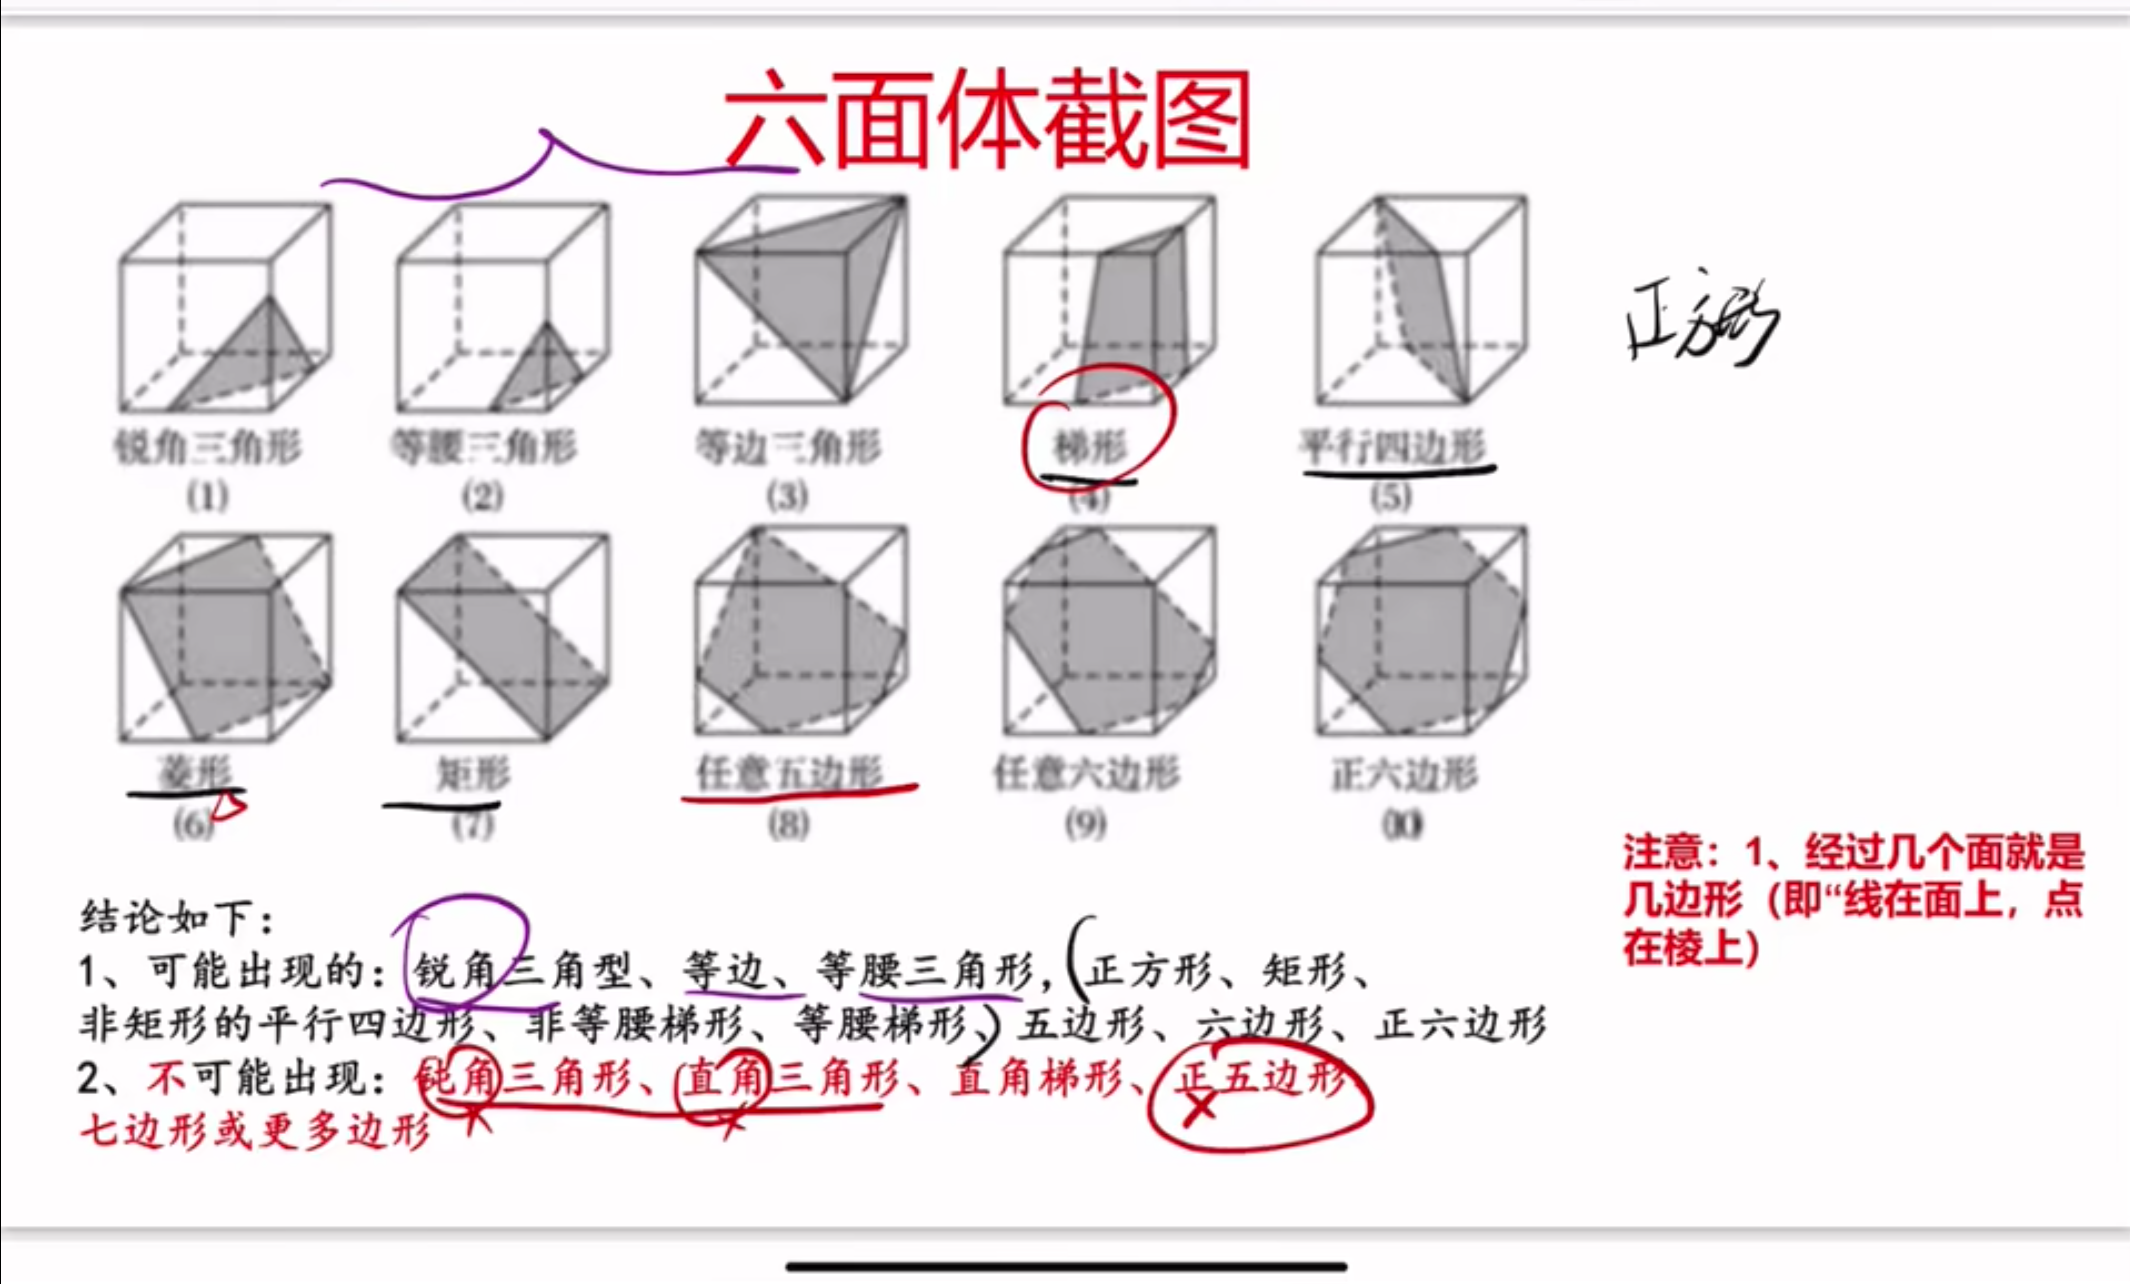 六面体截图
正方形
锐角三角形 等腰三角形 等边三角形 梯形 平行四边形
(1) (2) (3) (4) (5)
菱形 矩形 任意五边形 任意六边形 正六边形
(6) (7) (8) (9) (10)
注意：1、经过几个面就是
几边形（即“线在面上，点
在棱上）
结论如下：
1、可能出现的：锐角三角型、等边、等腰三角形，正方形、矩形、
非矩形的平行四边形、非等腰梯形、等腰梯形、五边形、六边形、正六边形
2、不可能出现：钝角三角形、直角三角形、直角梯形、正五边形、
七边形或更多边形